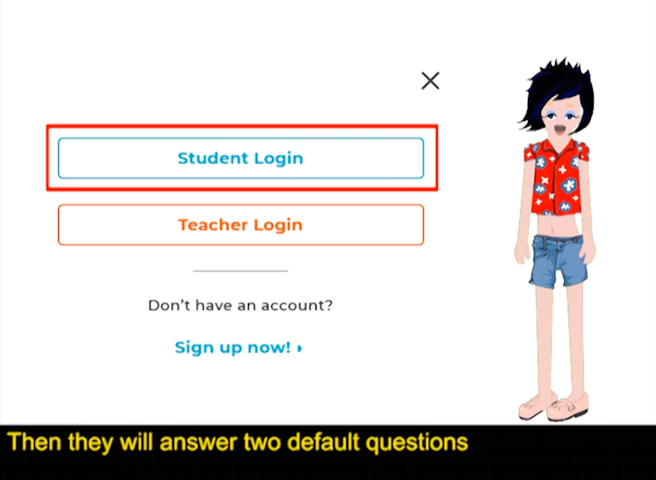 Student Login
Teacher Login
Don't have an account?
Sign up now!
Then they will answer two default questions